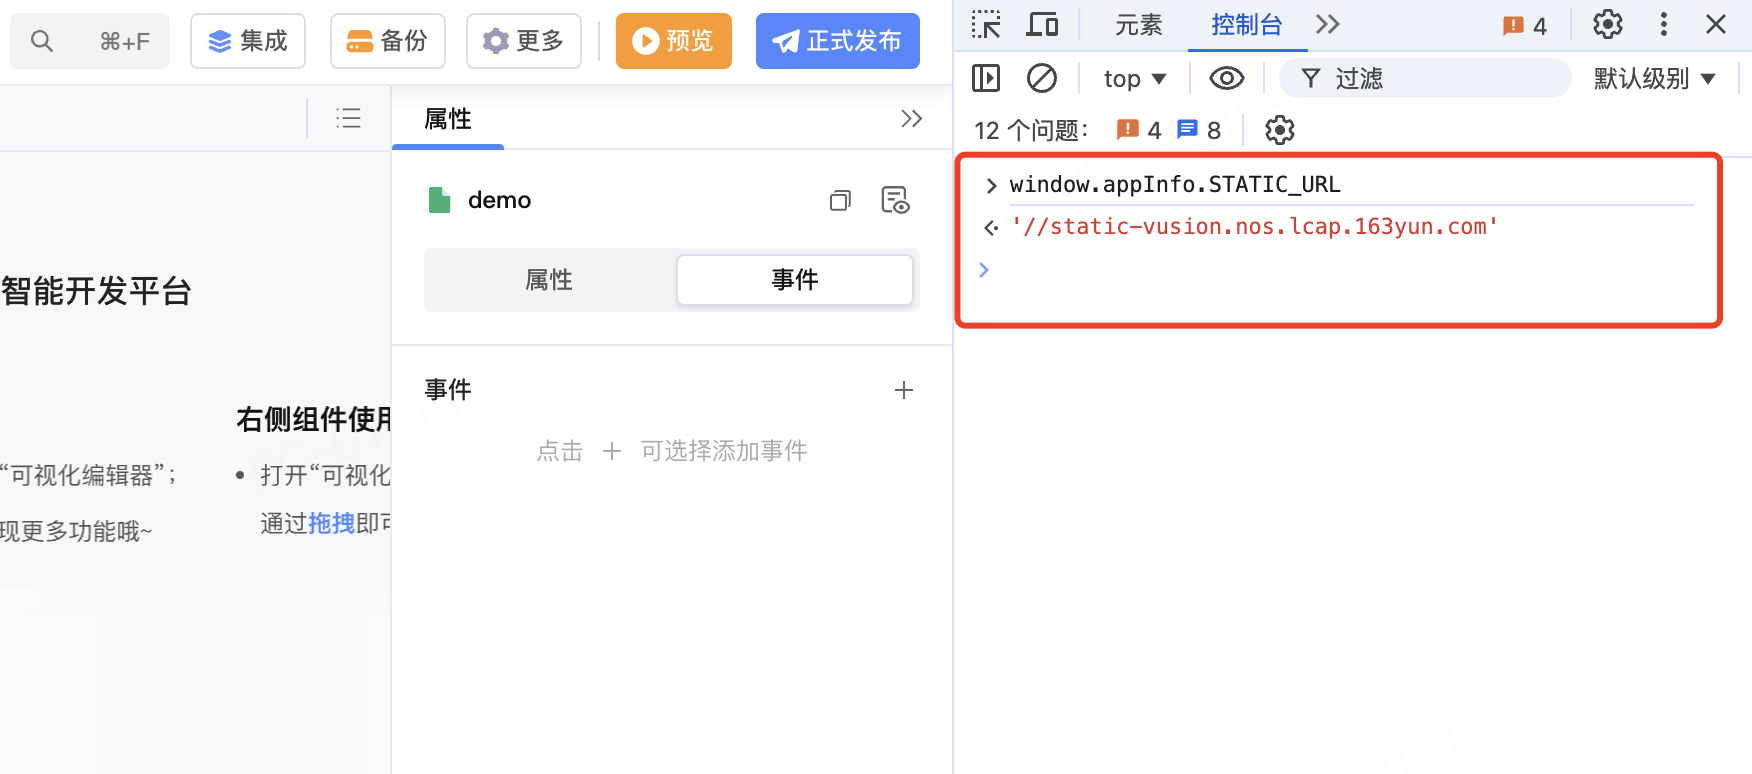 ⌘+F
集成
备份
更多
预览
正式发布
智能开发平台
右侧组件使用
“可视化编辑器”；
• 打开“可视化
现更多功能哦~
通过拖拽即可
属性
demo
属性
事件
事件
点击 + 可选择添加事件
元素
控制台
4
top
过滤
默认级别
12 个问题：
4
8
> window.appInfo.STATIC_URL
'//static-vusion.nos.lcap.163yun.com'
019169